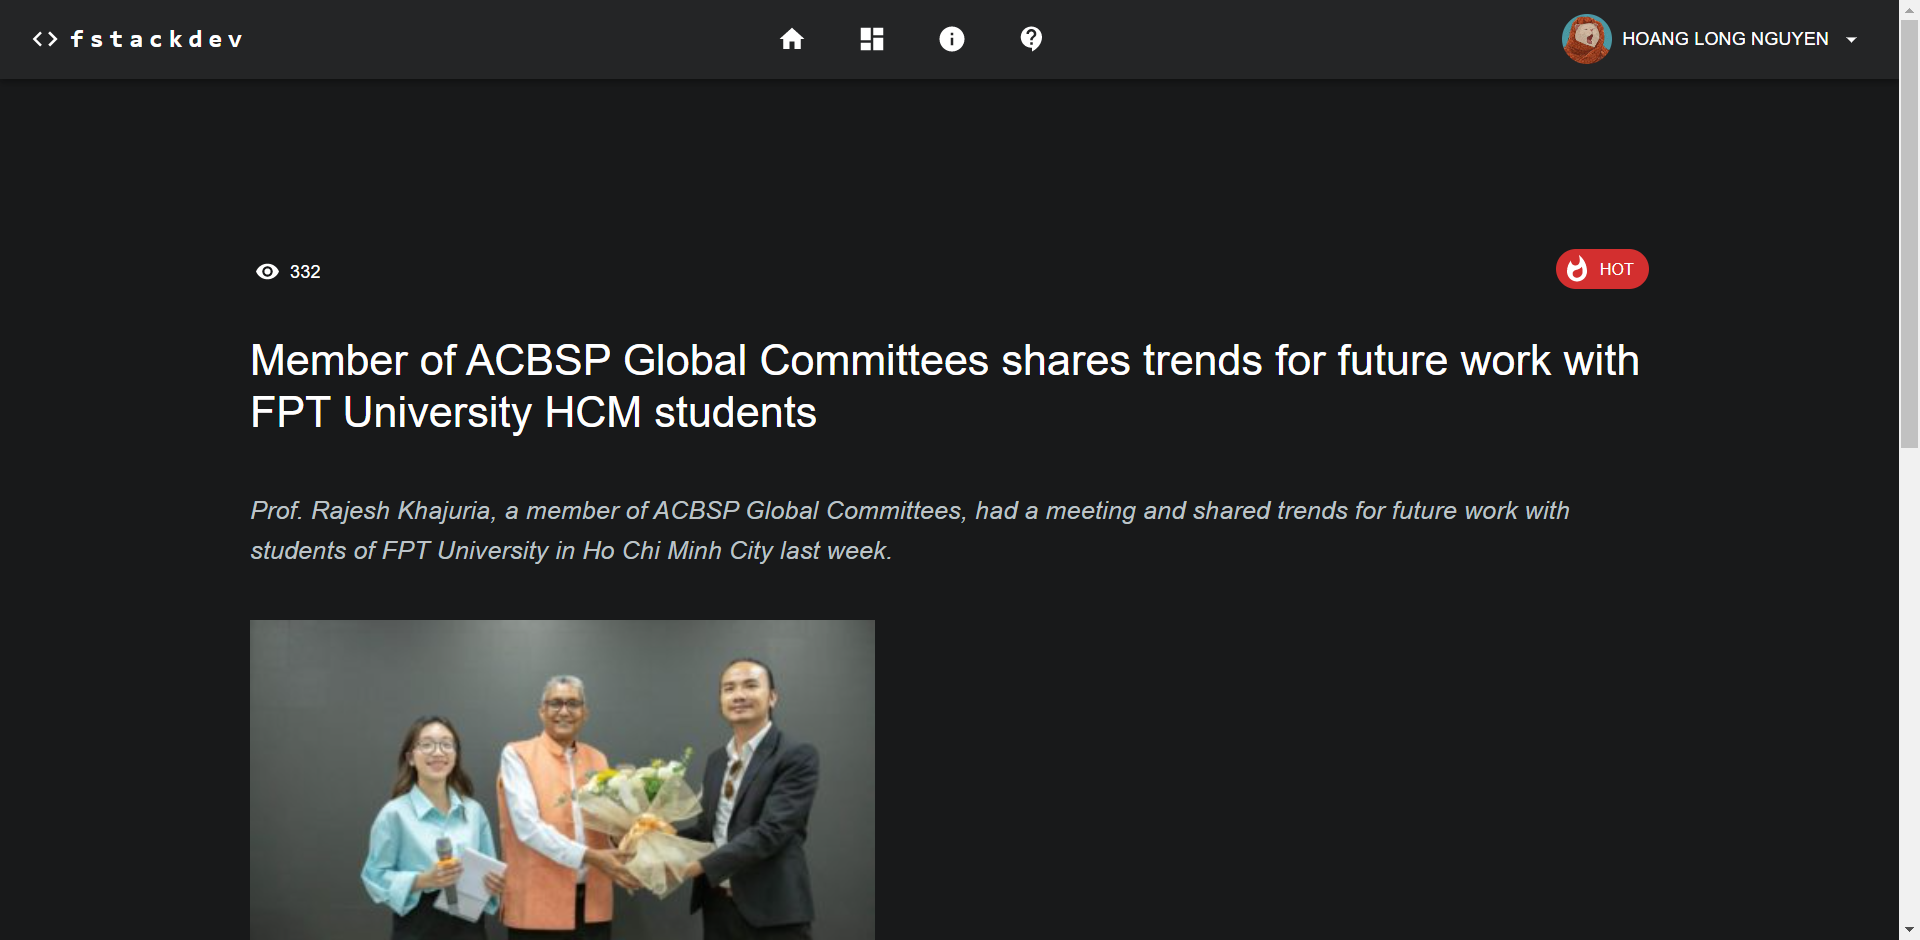 <> fstackdev
HOANG LONG NGUYEN
332
HOT
Member of ACBSP Global Committees shares trends for future work with
FPT University HCM students
Prof. Rajesh Khajuria, a member of ACBSP Global Committees, had a meeting and shared trends for future work with
students of FPT University in Ho Chi Minh City last week.